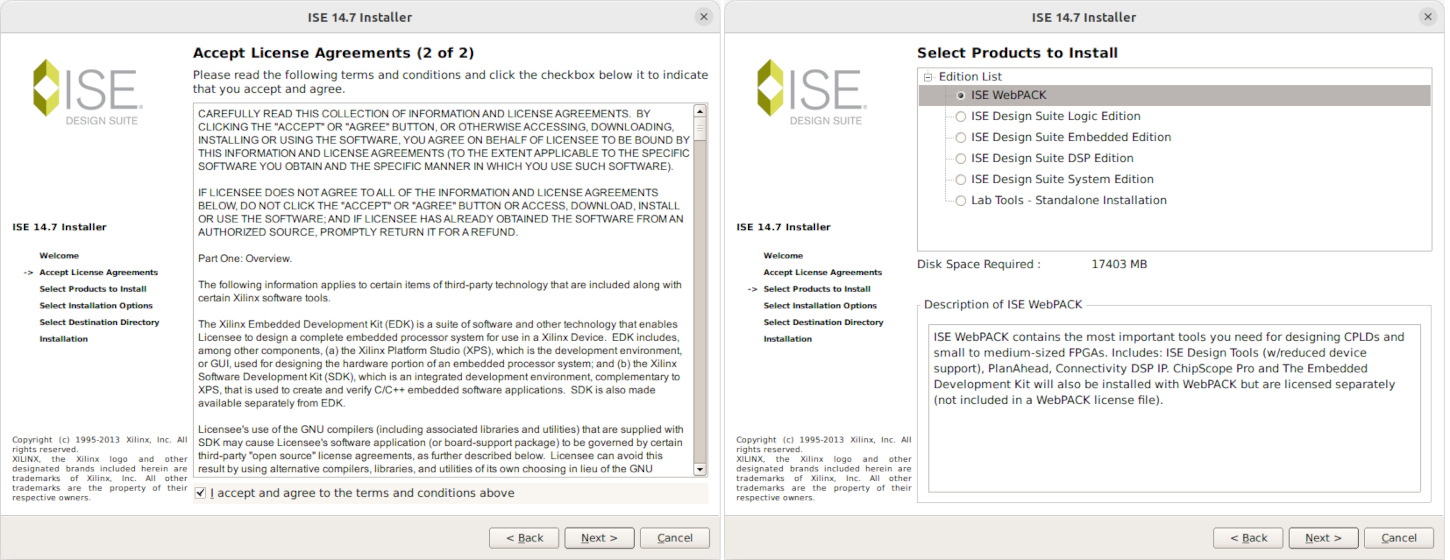 ISE 14.7 Installer
ISE
DESIGN SUITE
ISE 14.7 Installer
Welcome
-> Accept License Agreements
Select Products to Install
Select Installation Options
Select Destination Directory
Installation
Copyright (c) 1995-2013 Xilinx, Inc. All
rights reserved.
XILINX, the Xilinx logo and other
designated brands included herein are
trademarks of Xilinx, Inc. All other
trademarks are the property of their
respective owners.
Accept License Agreements (2 of 2)
Please read the following terms and conditions and click the checkbox below it to indicate
that you accept and agree.
CAREFULLY READ THIS COLLECTION OF INFORMATION AND LICENSE AGREEMENTS. BY
CLICKING THE "ACCEPT" OR "AGREE" BUTTON, OR OTHERWISE ACCESSING, DOWNLOADING,
INSTALLING OR USING THE SOFTWARE, YOU AGREE ON BEHALF OF LICENSEE TO BE BOUND BY
THIS INFORMATION AND LICENSE AGREEMENTS (TO THE EXTENT APPLICABLE TO THE SPECIFIC
SOFTWARE YOU OBTAIN AND THE SPECIFIC MANNER IN WHICH YOU USE SUCH SOFTWARE).
IF LICENSEE DOES NOT AGREE TO ALL OF THE INFORMATION AND LICENSE AGREEMENTS
BELOW, DO NOT CLICK THE "ACCEPT" OR "AGREE" BUTTON OR ACCESS, DOWNLOAD, INSTALL
OR USE THE SOFTWARE; AND IF LICENSEE HAS ALREADY OBTAINED THE SOFTWARE FROM AN
AUTHORIZED SOURCE, PROMPTLY RETURN IT FOR A REFUND.
Part One: Overview.
The following information applies to certain items of third-party technology that are included along with
certain Xilinx software tools.
The Xilinx Embedded Development Kit (EDK) is a suite of software and other technology that enables
Licensee to design a complete embedded processor system for use in a Xilinx Device. EDK includes,
among other components, (a) the Xilinx Platform Studio (XPS), which is the development environment,
or GUI, used for designing the hardware portion of an embedded processor system; and (b) the Xilinx
Software Development Kit (SDK), which is an integrated development environment, complementary to
XPS, that is used to create and verify C/C++ embedded software applications. SDK is also made
available separately from EDK.
Licensee's use of the GNU compilers (including associated libraries and utilities) that are supplied with
SDK may cause Licensee's software application (or board-support package) to be governed by certain
third-party "open source" license agreements, as further described below. Licensee can avoid this
result by using alternative compilers, libraries, and utilities of its own choosing in lieu of the GNU
I accept and agree to the terms and conditions above
< Back
Next >
Cancel
ISE 14.7 Installer
ISE
DESIGN SUITE
ISE 14.7 Installer
Welcome
Accept License Agreements
-> Select Products to Install
Select Installation Options
Select Destination Directory
Installation
Copyright (c) 1995-2013 Xilinx, Inc. All
rights reserved.
XILINX, the Xilinx logo and other
designated brands included herein are
trademarks of Xilinx, Inc. All other
trademarks are the property of their
respective owners.
Select Products to Install
Edition List
ISE WebPACK
ISE Design Suite Logic Edition
ISE Design Suite Embedded Edition
ISE Design Suite DSP Edition
ISE Design Suite System Edition
Lab Tools - Standalone Installation
Disk Space Required : 17403 MB
Description of ISE WebPACK
ISE WebPACK contains the most important tools you need for designing CPLDs and
small to medium-sized FPGAs. Includes: ISE Design Tools (w/reduced device
support), PlanAhead, Connectivity DSP IP. ChipScope Pro and The Embedded
Development Kit will also be installed with WebPACK but are licensed separately
(not included in a WebPACK license file).
< Back
Next >
Cancel